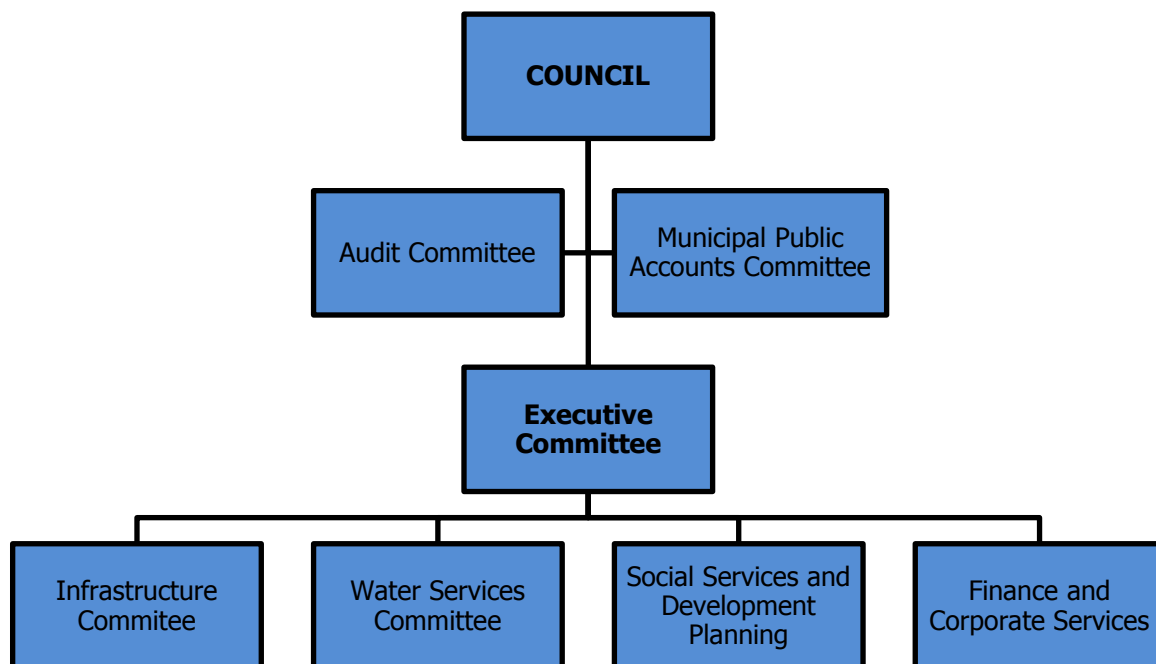 COUNCIL
Audit Committee
Municipal Public
Accounts Committee
Executive
Committee
Infrastructure
Commitee
Water Services
Committee
Social Services and
Development
Planning
Finance and
Corporate Services